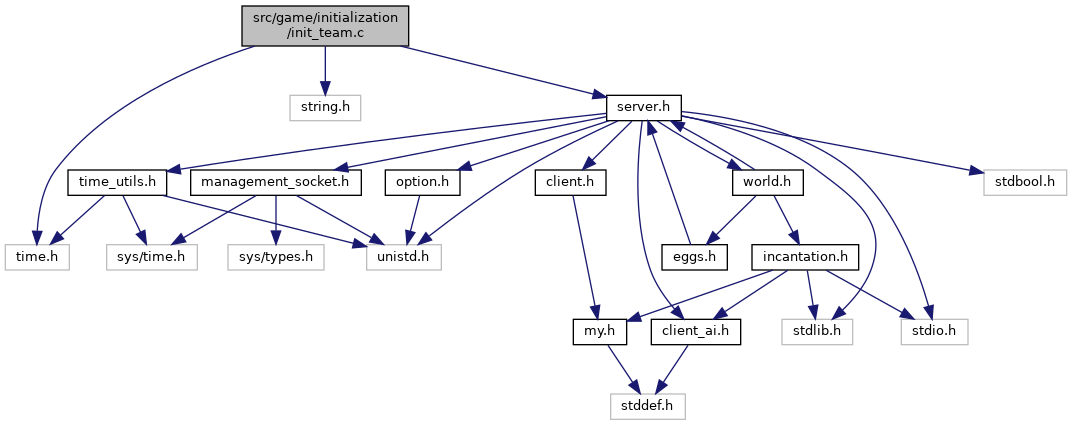 src/game/initialization
/init_team.c
string.h
server.h
time_utils.h
management_socket.h
option.h
client.h
world.h
stdbool.h
time.h
sys/time.h
sys/types.h
unistd.h
eggs.h
incantation.h
my.h
client_ai.h
stdlib.h
stdio.h
stddef.h